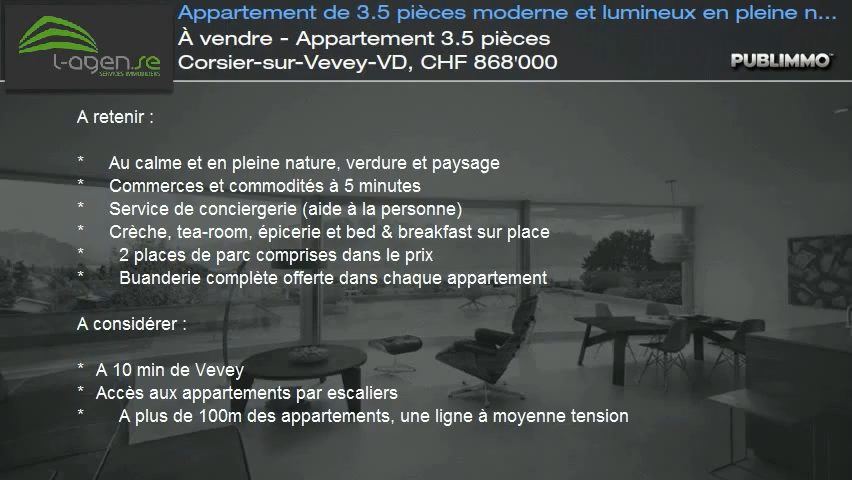 Appartement de 3.5 pièces moderne et lumineux en pleine n...
À vendre - Appartement 3.5 pièces
Corsier-sur-Vevey-VD, CHF 868'000
l-agen.se
SERVICES IMMOBILIERS
PUBLIMMO
A retenir :
* Au calme et en pleine nature, verdure et paysage
* Commerces et commodités à 5 minutes
* Service de conciergerie (aide à la personne)
* Crèche, tea-room, épicerie et bed & breakfast sur place
* 2 places de parc comprises dans le prix
* Buanderie complète offerte dans chaque appartement
A considérer :
* A 10 min de Vevey
* Accès aux appartements par escaliers
* A plus de 100m des appartements, une ligne à moyenne tension